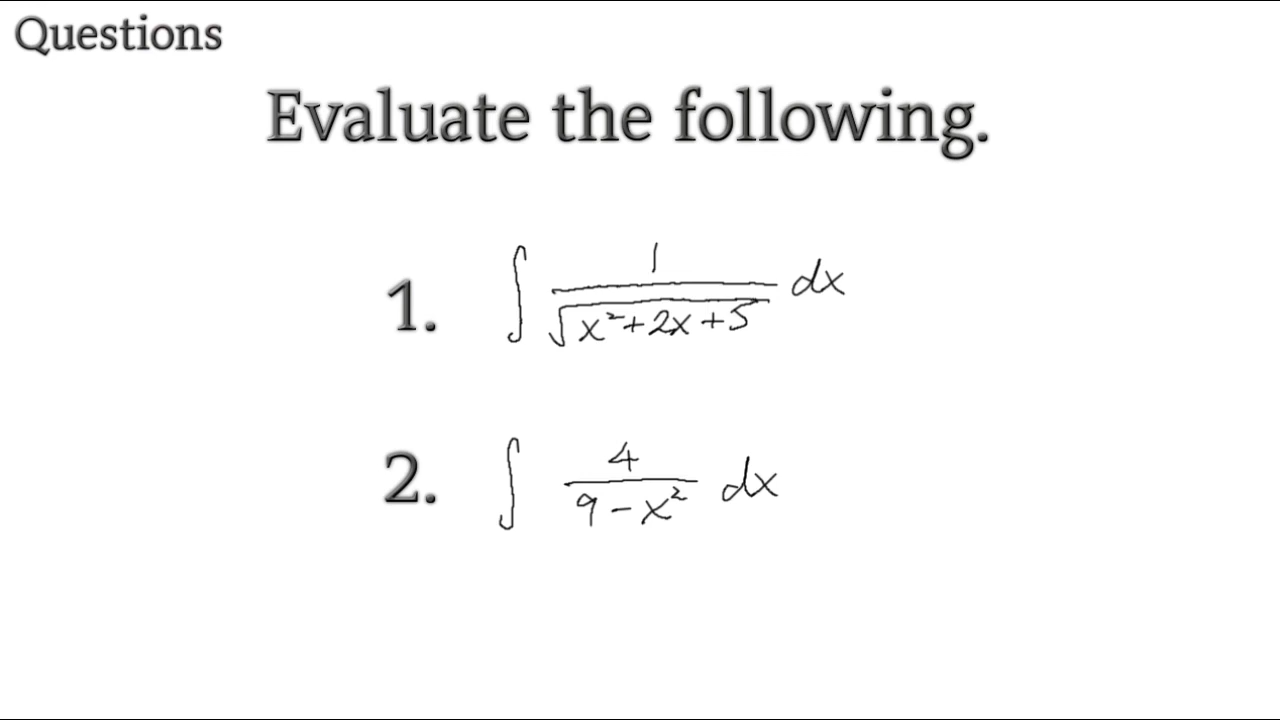 Questions
Evaluate the following.
1. ∫ 1/√(x²+2x+5) dx
2. ∫ 4/(9-x²) dx